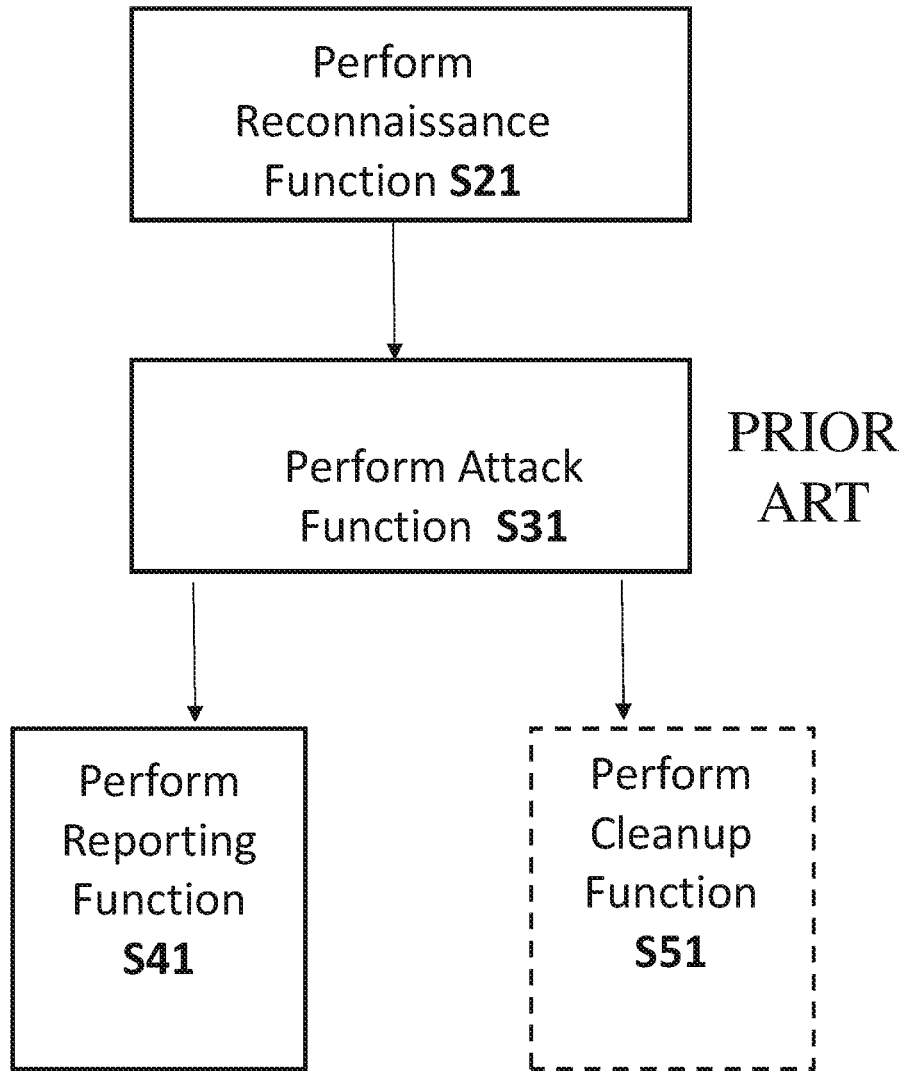 Perform
Reconnaissance
Function S21
Perform Attack
Function S31
PRIOR
ART
Perform
Reporting
Function
S41
Perform
Cleanup
Function
S51